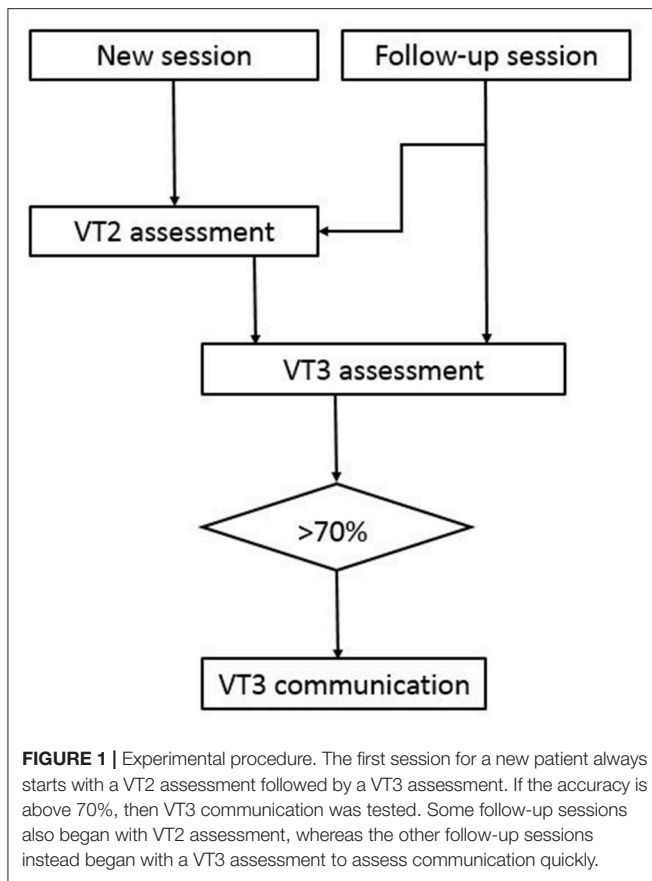 New session
Follow-up session
VT2 assessment
VT3 assessment
>70%
VT3 communication
FIGURE 1 | Experimental procedure. The first session for a new patient always
starts with a VT2 assessment followed by a VT3 assessment. If the accuracy is
above 70%, then VT3 communication was tested. Some follow-up sessions
also began with VT2 assessment, whereas the other follow-up sessions
instead began with a VT3 assessment to assess communication quickly.